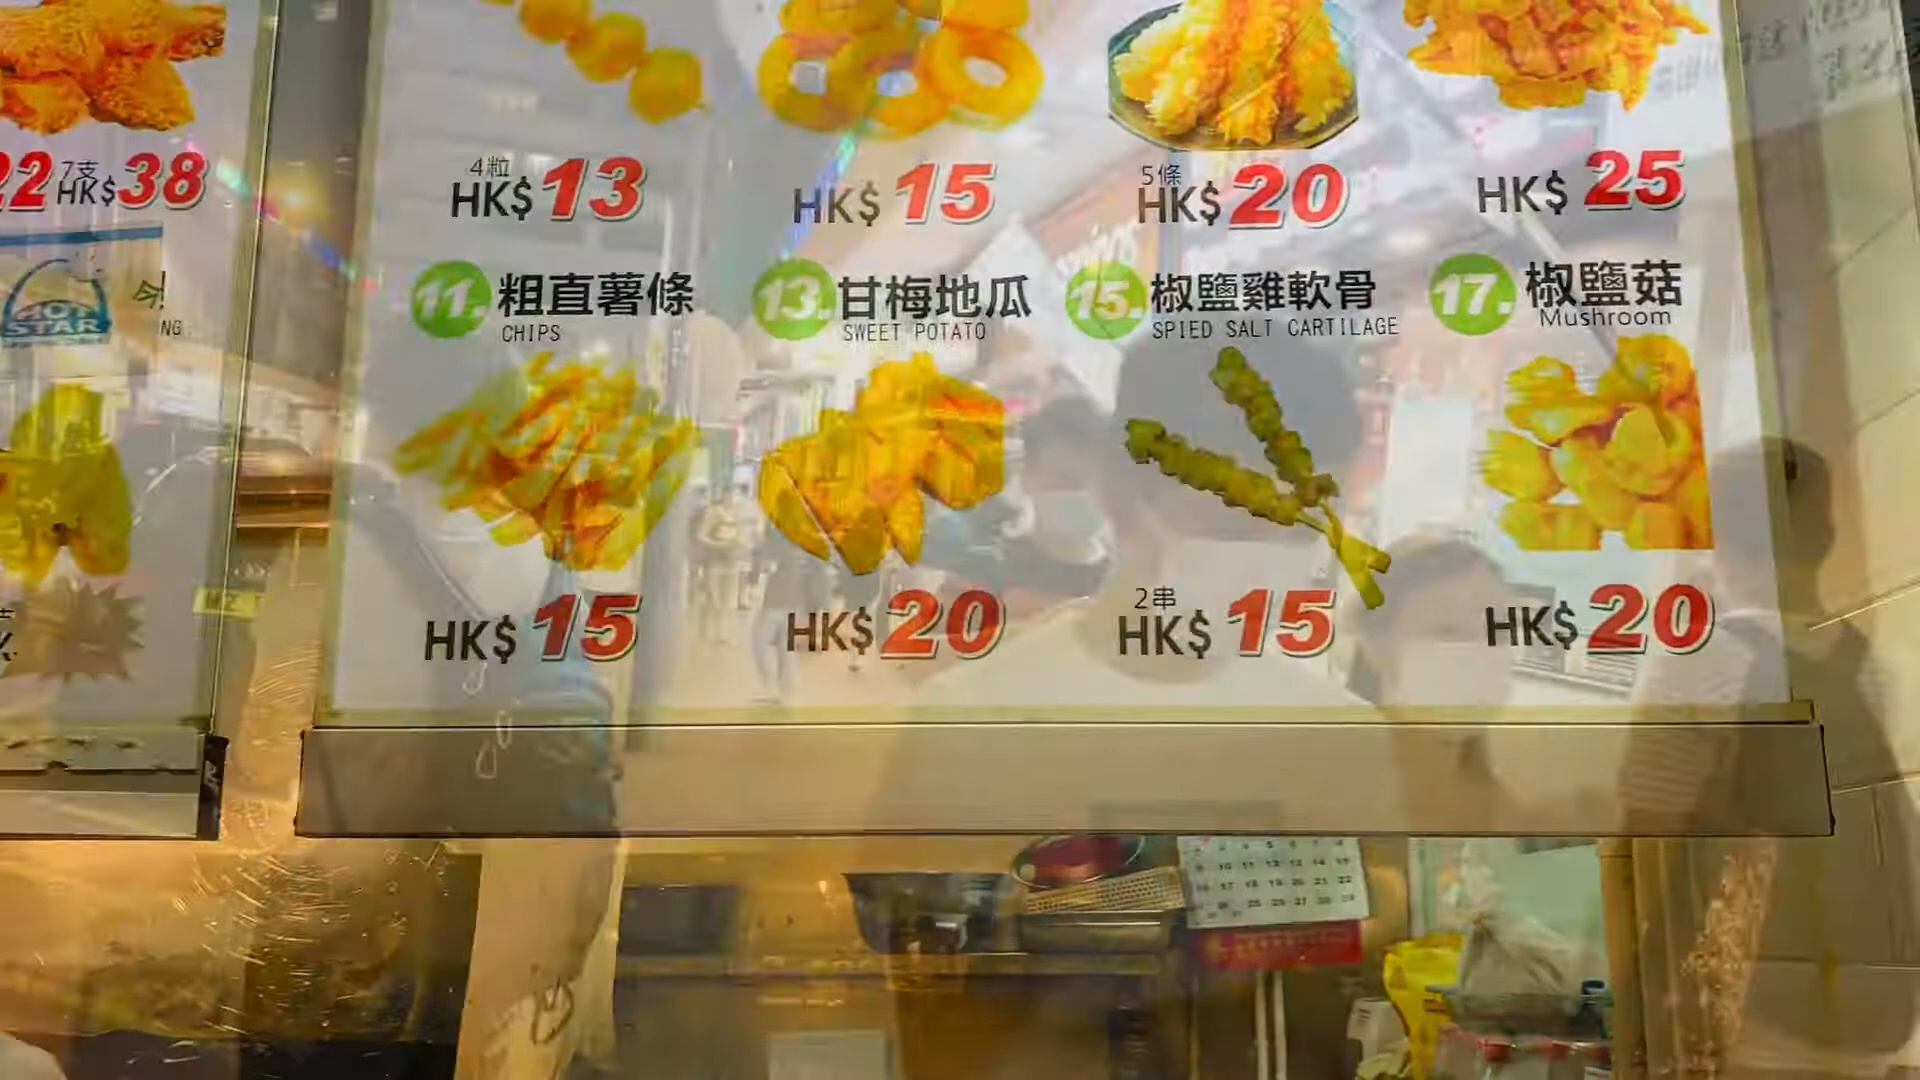 22 7支 HK$38
4粒
HK$ 13
HK$ 15
5條
HK$ 20
HK$ 25
HOT
STAR
NG
11. 粗直薯條
CHIPS
13. 甘梅地瓜
SWEET POTATO
15. 椒鹽雞軟骨
SPIED SALT CARTILAGE
17. 椒鹽菇
Mushroom
HK$ 15
HK$ 20
2串
HK$ 15
HK$ 20